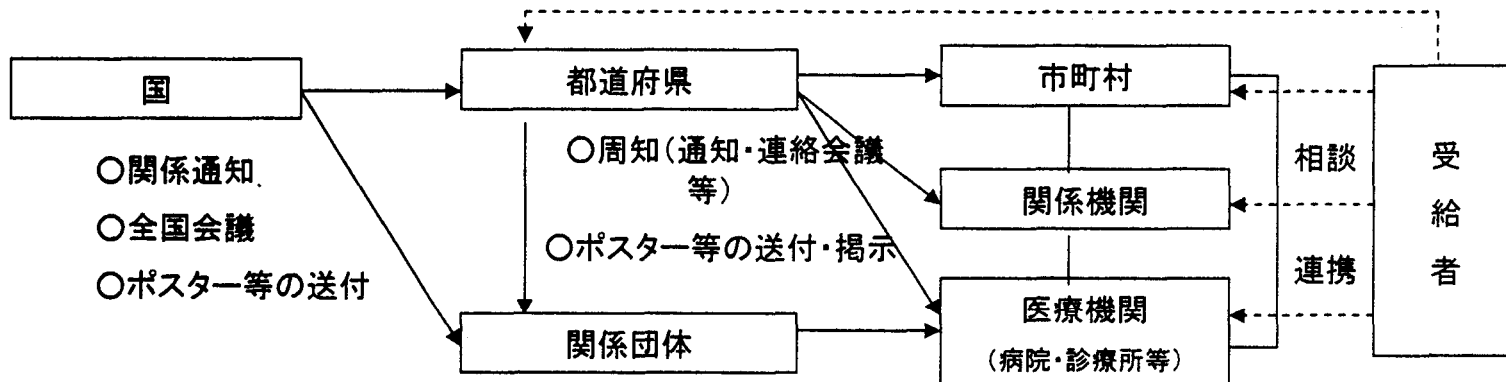 国
○関係通知
○全国会議
○ポスター等の送付
都道府県
○周知（通知・連絡会議
等）
○ポスター等の送付・掲示
関係団体
市町村
関係機関
医療機関
（病院・診療所等）
相談
連携
受給者